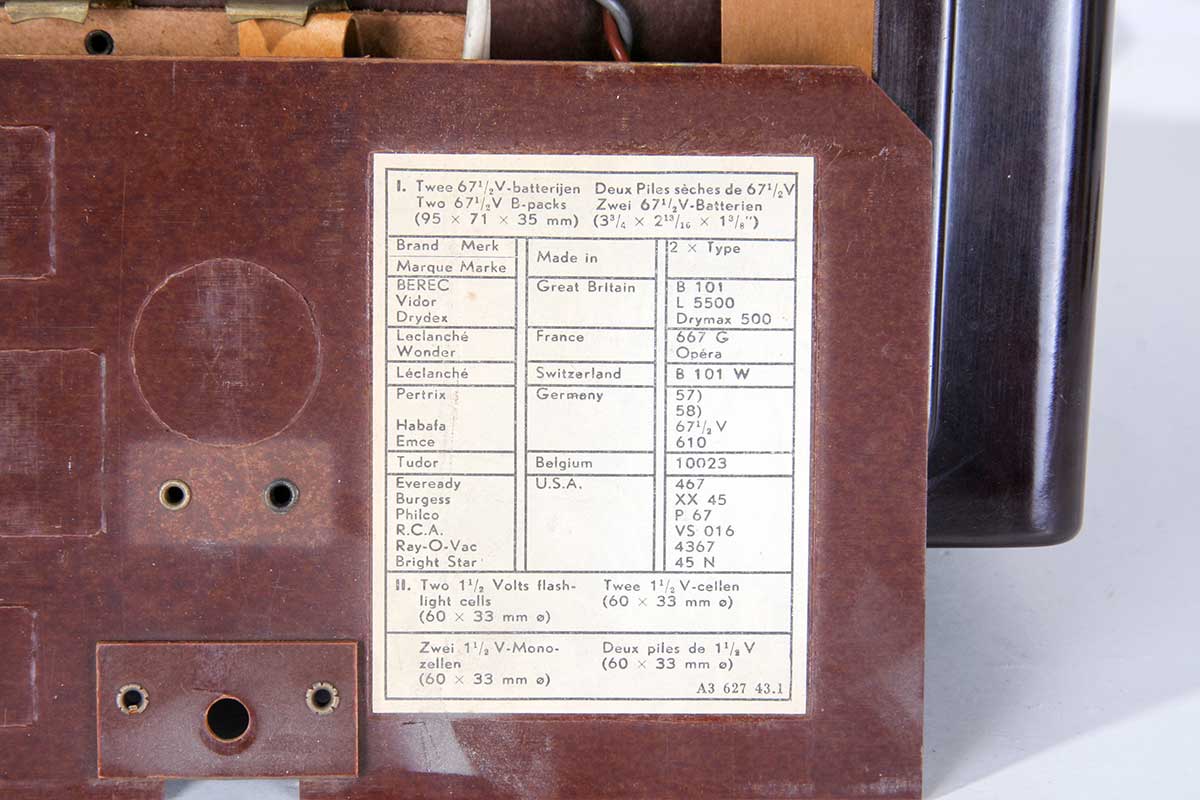 I. Twee 67¹/₂V-batterijen Deux Piles sèches de 67¹/₂V
Two 67¹/₂V B-packs Zwei 67¹/₂V-Batterien
(95 × 71 × 35 mm) (3³/₄ × 2¹³/₁₆ × 1³/₈")
Brand Merk
Marque Marke
Made in
2 × Type
BEREC Great Britain B 101
Vidor L 5500
Drydex Drymax 500
Leclanché France 667 G
Wonder Opéra
Léclanché Switzerland B 101 W
Pertrix Germany 57)
58)
Habafa 67¹/₂ V
Emce 610
Tudor Belgium 10023
Eveready U.S.A. 467
Burgess XX 45
Philco P 67
R.C.A. VS 016
Ray-O-Vac 4367
Bright Star 45 N
II. Two 1¹/₂ Volts flash- Twee 1¹/₂ V-cellen
light cells (60 × 33 mm ø)
(60 × 33 mm ø)
Zwei 1¹/₂ V-Mono- Deux piles de 1¹/₂ V
zellen (60 × 33 mm ø)
(60 × 33 mm ø)
A3 627 43.1